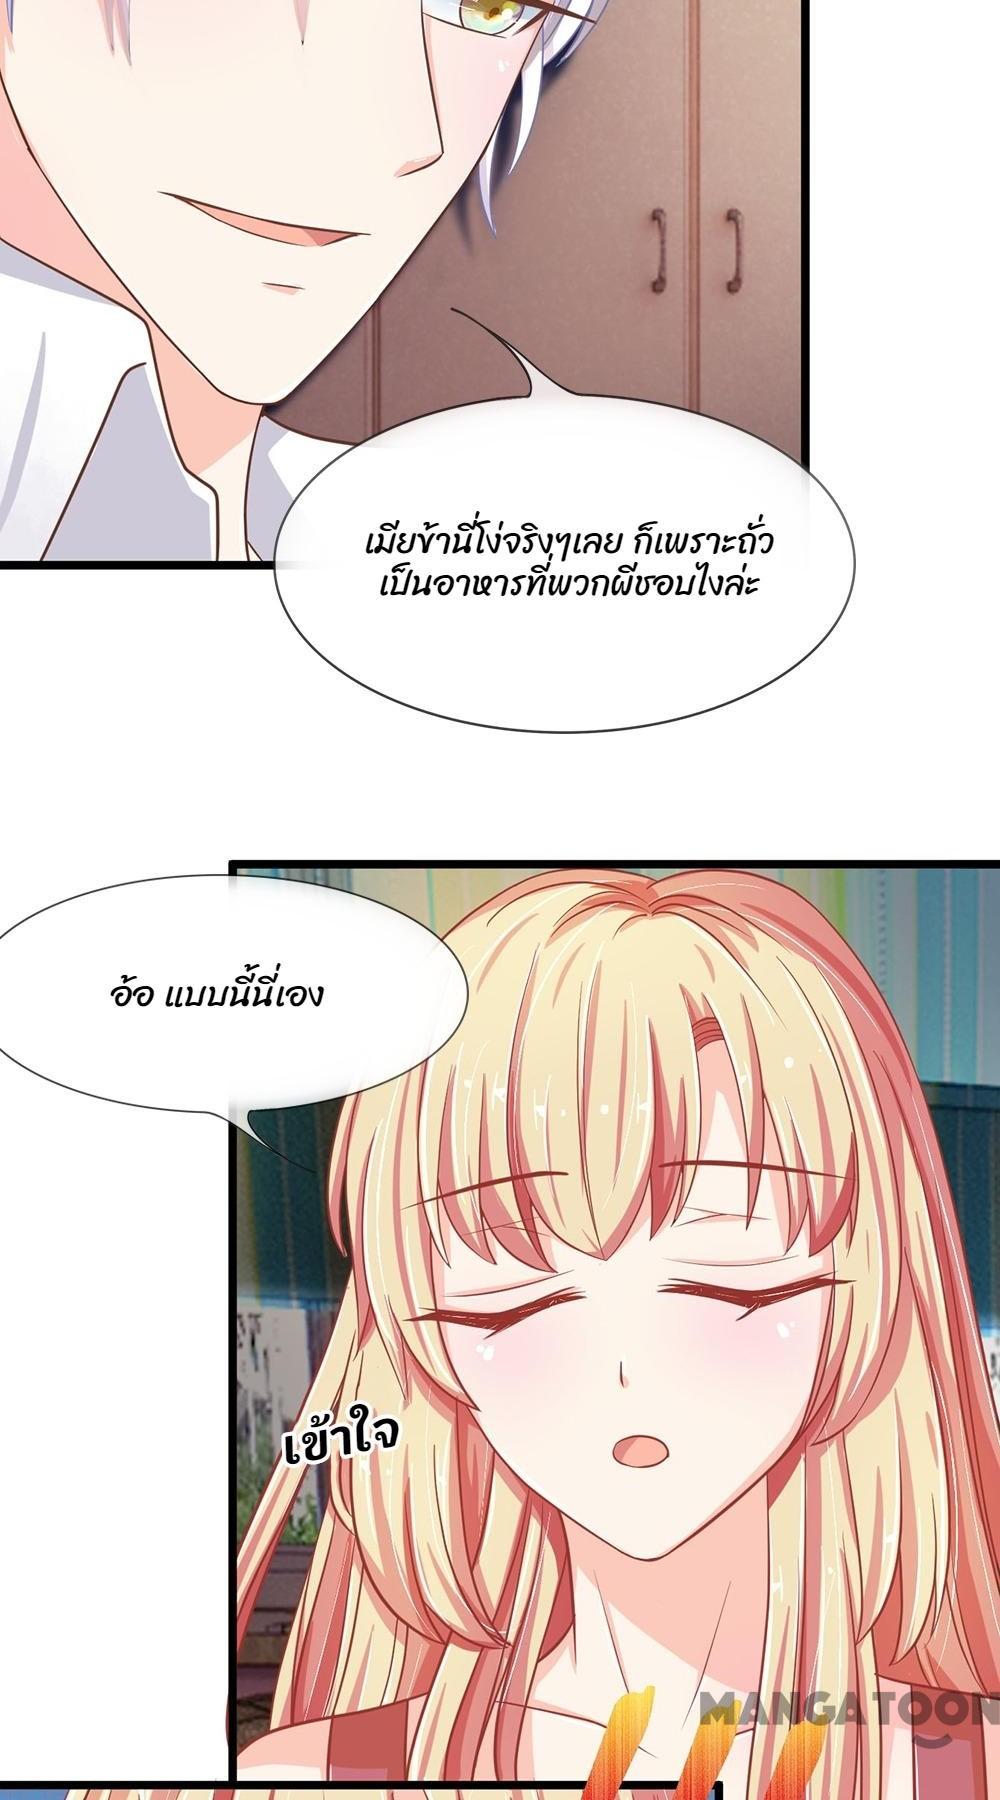 เมียข้านี่โง่จริงๆเลย ก็เพราะถั่ว
เป็นอาหารที่พวกผีชอบไงล่ะ
อ้อ แบบนี้นี่เอง
เข้าใจ
MANGATOON